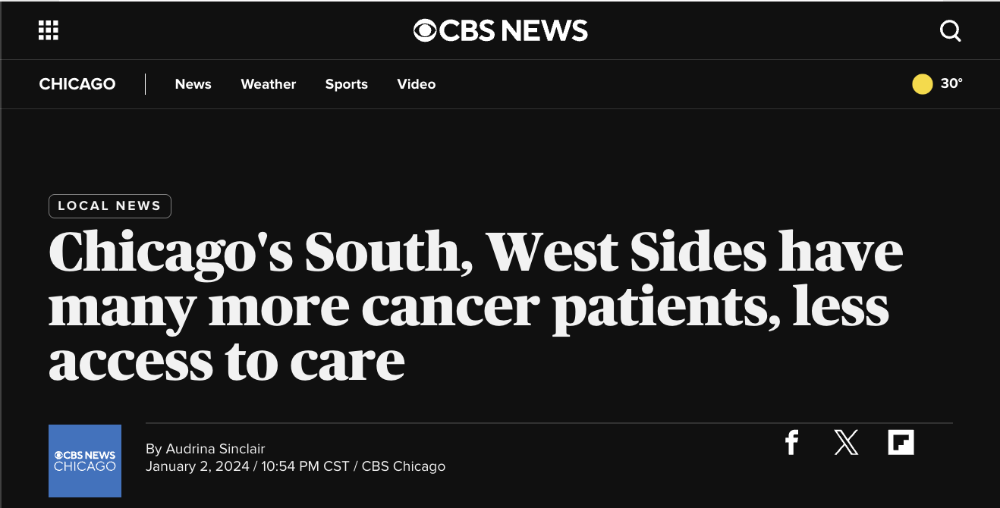 CBS NEWS
CHICAGO News Weather Sports Video 30°
LOCAL NEWS
Chicago's South, West Sides have
many more cancer patients, less
access to care
CBS NEWS
CHICAGO
By Audrina Sinclair
January 2, 2024 / 10:54 PM CST / CBS Chicago